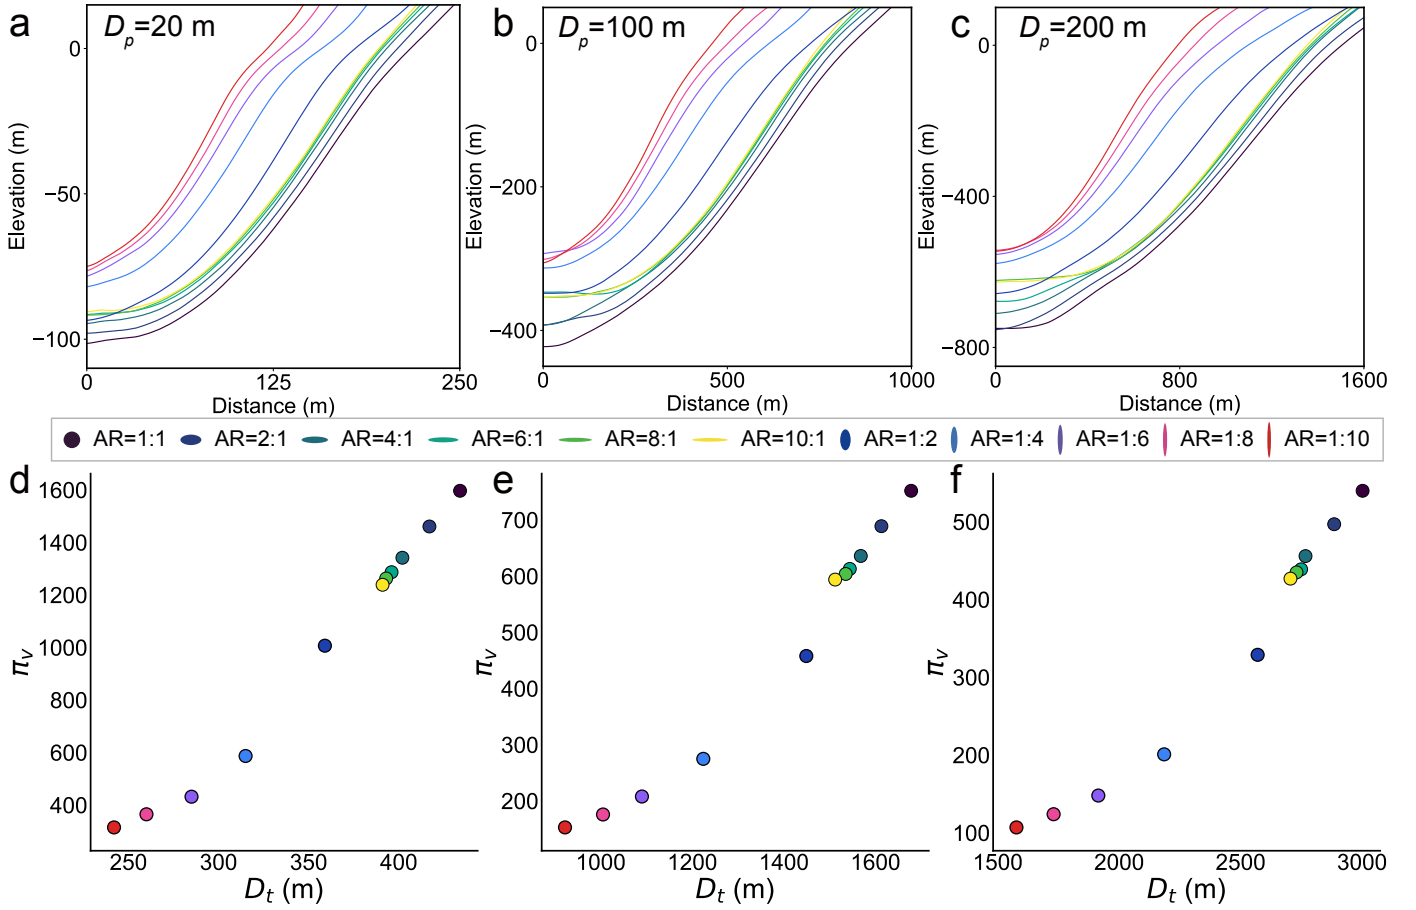 a
D_p=20 m
0
−50
−100
Elevation (m)
0
125
250
Distance (m)
b
D_p=100 m
0
−200
−400
Elevation (m)
0
500
1000
Distance (m)
c
D_p=200 m
0
−400
−800
Elevation (m)
0
800
1600
Distance (m)
AR=1:1 AR=2:1 AR=4:1 AR=6:1 AR=8:1 AR=10:1 AR=1:2 AR=1:4 AR=1:6 AR=1:8 AR=1:10
d
1600
1400
1200
1000
800
600
400
π_v
250
300
350
400
D_t (m)
e
700
600
500
400
300
200
π_v
1000
1200
1400
1600
D_t (m)
f
500
400
300
200
100
π_v
1500
2000
2500
3000
D_t (m)